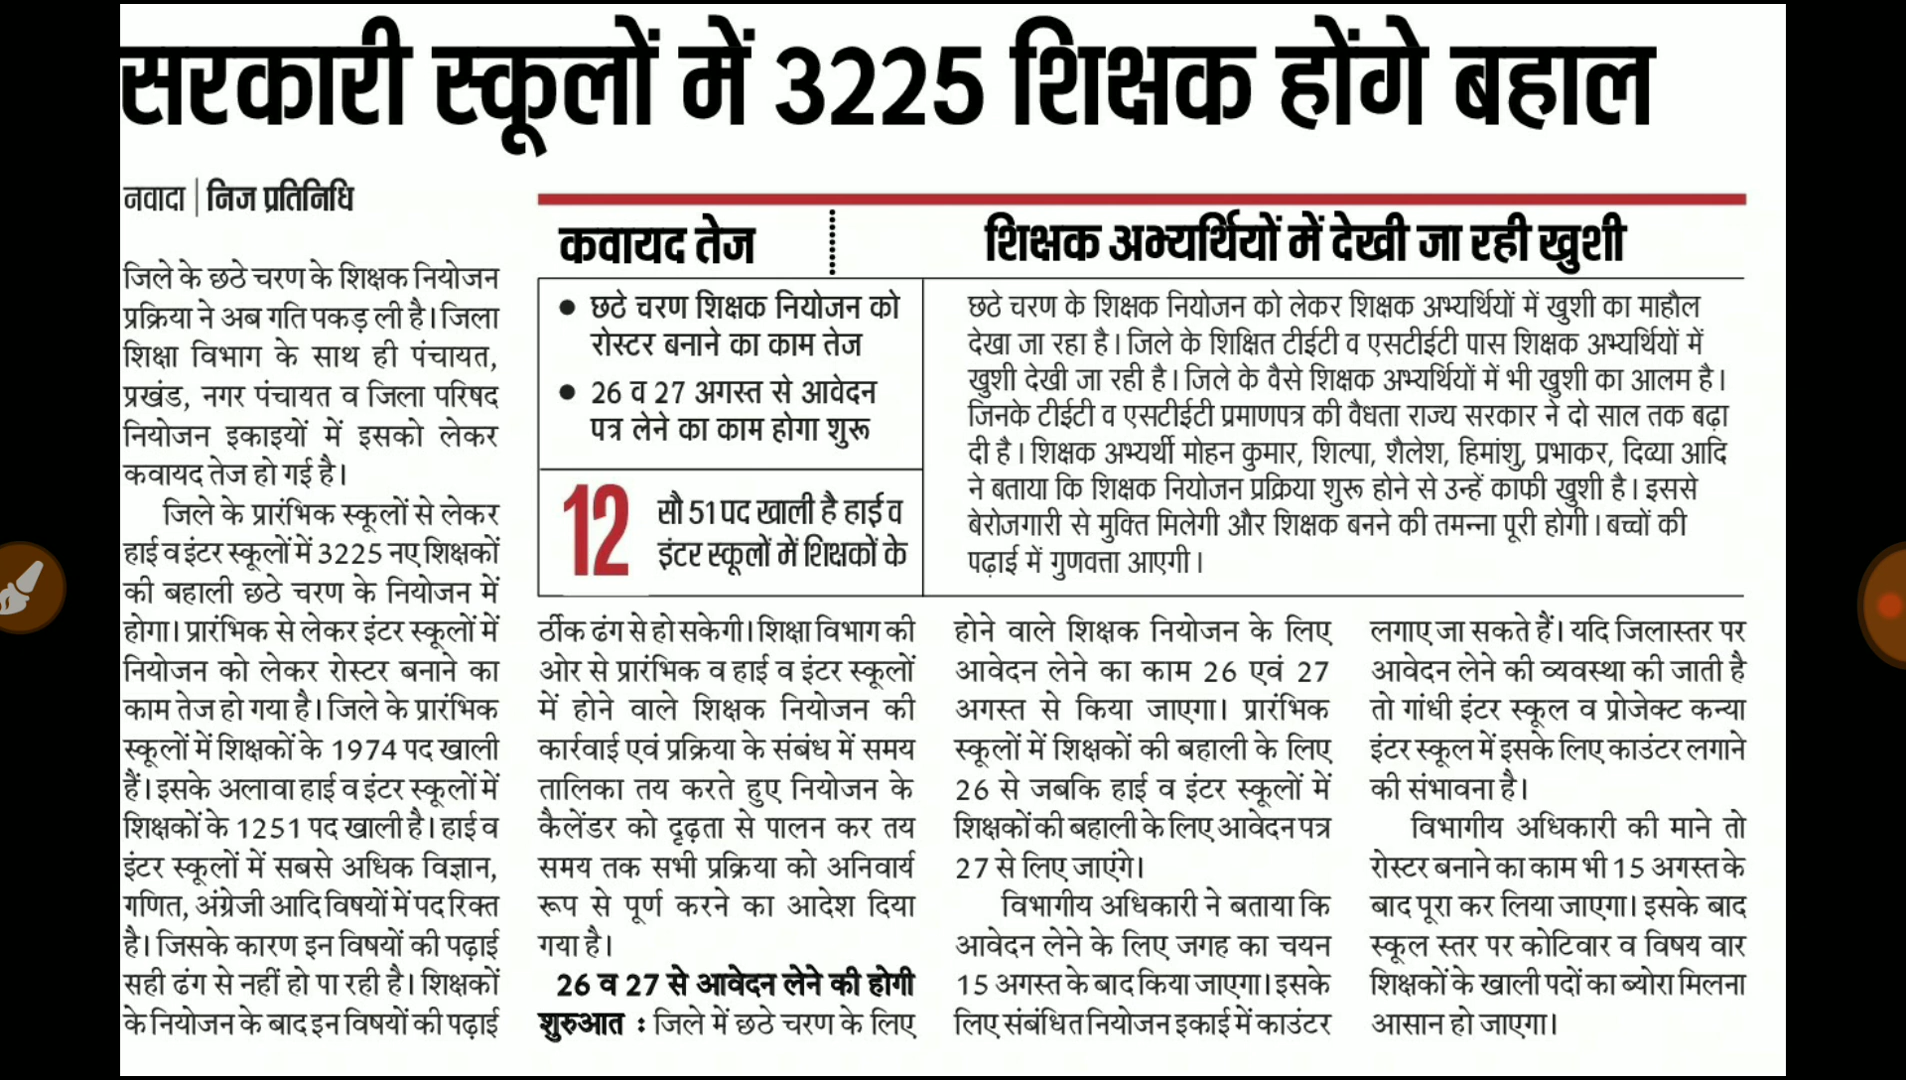 सरकारी स्कूलों में 3225 शिक्षक होंगे बहाल
नवादा | निज प्रतिनिधि
जिले के छठे चरण के शिक्षक नियोजन
प्रक्रिया ने अब गति पकड़ ली है। जिला
शिक्षा विभाग के साथ ही पंचायत,
प्रखंड, नगर पंचायत व जिला परिषद
नियोजन इकाइयों में इसको लेकर
कवायद तेज हो गई है।
जिले के प्रारंभिक स्कूलों से लेकर
हाई व इंटर स्कूलों में 3225 नए शिक्षकों
की बहाली छठे चरण के नियोजन में
होगा। प्रारंभिक से लेकर इंटर स्कूलों में
नियोजन को लेकर रोस्टर बनाने का
काम तेज हो गया है। जिले के प्रारंभिक
स्कूलों में शिक्षकों के 1974 पद खाली
हैं। इसके अलावा हाई व इंटर स्कूलों में
शिक्षकों के 1251 पद खाली है। हाई व
इंटर स्कूलों में सबसे अधिक विज्ञान,
गणित, अंग्रेजी आदि विषयों में पद रिक्त
है। जिसके कारण इन विषयों की पढ़ाई
सही ढंग से नहीं हो पा रही है। शिक्षकों
के नियोजन के बाद इन विषयों की पढ़ाई
कवायद तेज
• छठे चरण शिक्षक नियोजन को
रोस्टर बनाने का काम तेज
• 26 व 27 अगस्त से आवेदन
पत्र लेने का काम होगा शुरू
12 सौ 51 पद खाली है हाई व
इंटर स्कूलों में शिक्षकों के
शिक्षक अभ्यर्थियों में देखी जा रही खुशी
छठे चरण के शिक्षक नियोजन को लेकर शिक्षक अभ्यर्थियों में खुशी का माहौल
देखा जा रहा है। जिले के शिक्षित टीईटी व एसटीईटी पास शिक्षक अभ्यर्थियों में
खुशी देखी जा रही है। जिले के वैसे शिक्षक अभ्यर्थियों में भी खुशी का आलम है।
जिनके टीईटी व एसटीईटी प्रमाणपत्र की वैधता राज्य सरकार ने दो साल तक बढ़ा
दी है। शिक्षक अभ्यर्थी मोहन कुमार, शिल्पा, शैलेश, हिमांशु, प्रभाकर, दिव्या आदि
ने बताया कि शिक्षक नियोजन प्रक्रिया शुरू होने से उन्हें काफी खुशी है। इससे
बेरोजगारी से मुक्ति मिलेगी और शिक्षक बनने की तमन्ना पूरी होगी। बच्चों की
पढ़ाई में गुणवत्ता आएगी।
र्ठीक ढंग से हो सकेगी। शिक्षा विभाग की
ओर से प्रारंभिक व हाई व इंटर स्कूलों
में होने वाले शिक्षक नियोजन की
कार्रवाई एवं प्रक्रिया के संबंध में समय
तालिका तय करते हुए नियोजन के
कैलेंडर को दृढ़ता से पालन कर तय
समय तक सभी प्रक्रिया को अनिवार्य
रूप से पूर्ण करने का आदेश दिया
गया है।
26 व 27 से आवेदन लेने की होगी
शुरुआत : जिले में छठे चरण के लिए
होने वाले शिक्षक नियोजन के लिए
आवेदन लेने का काम 26 एवं 27
अगस्त से किया जाएगा। प्रारंभिक
स्कूलों में शिक्षकों की बहाली के लिए
26 से जबकि हाई व इंटर स्कूलों में
शिक्षकों की बहाली के लिए आवेदन पत्र
27 से लिए जाएंगे।
विभागीय अधिकारी ने बताया कि
आवेदन लेने के लिए जगह का चयन
15 अगस्त के बाद किया जाएगा। इसके
लिए संबंधित नियोजन इकाई में काउंटर
लगाए जा सकते हैं। यदि जिलास्तर पर
आवेदन लेने की व्यवस्था की जाती है
तो गांधी इंटर स्कूल व प्रोजेक्ट कन्या
इंटर स्कूल में इसके लिए काउंटर लगाने
की संभावना है।
विभागीय अधिकारी की माने तो
रोस्टर बनाने का काम भी 15 अगस्त के
बाद पूरा कर लिया जाएगा। इसके बाद
स्कूल स्तर पर कोटिवार व विषय वार
शिक्षकों के खाली पदों का ब्योरा मिलना
आसान हो जाएगा।